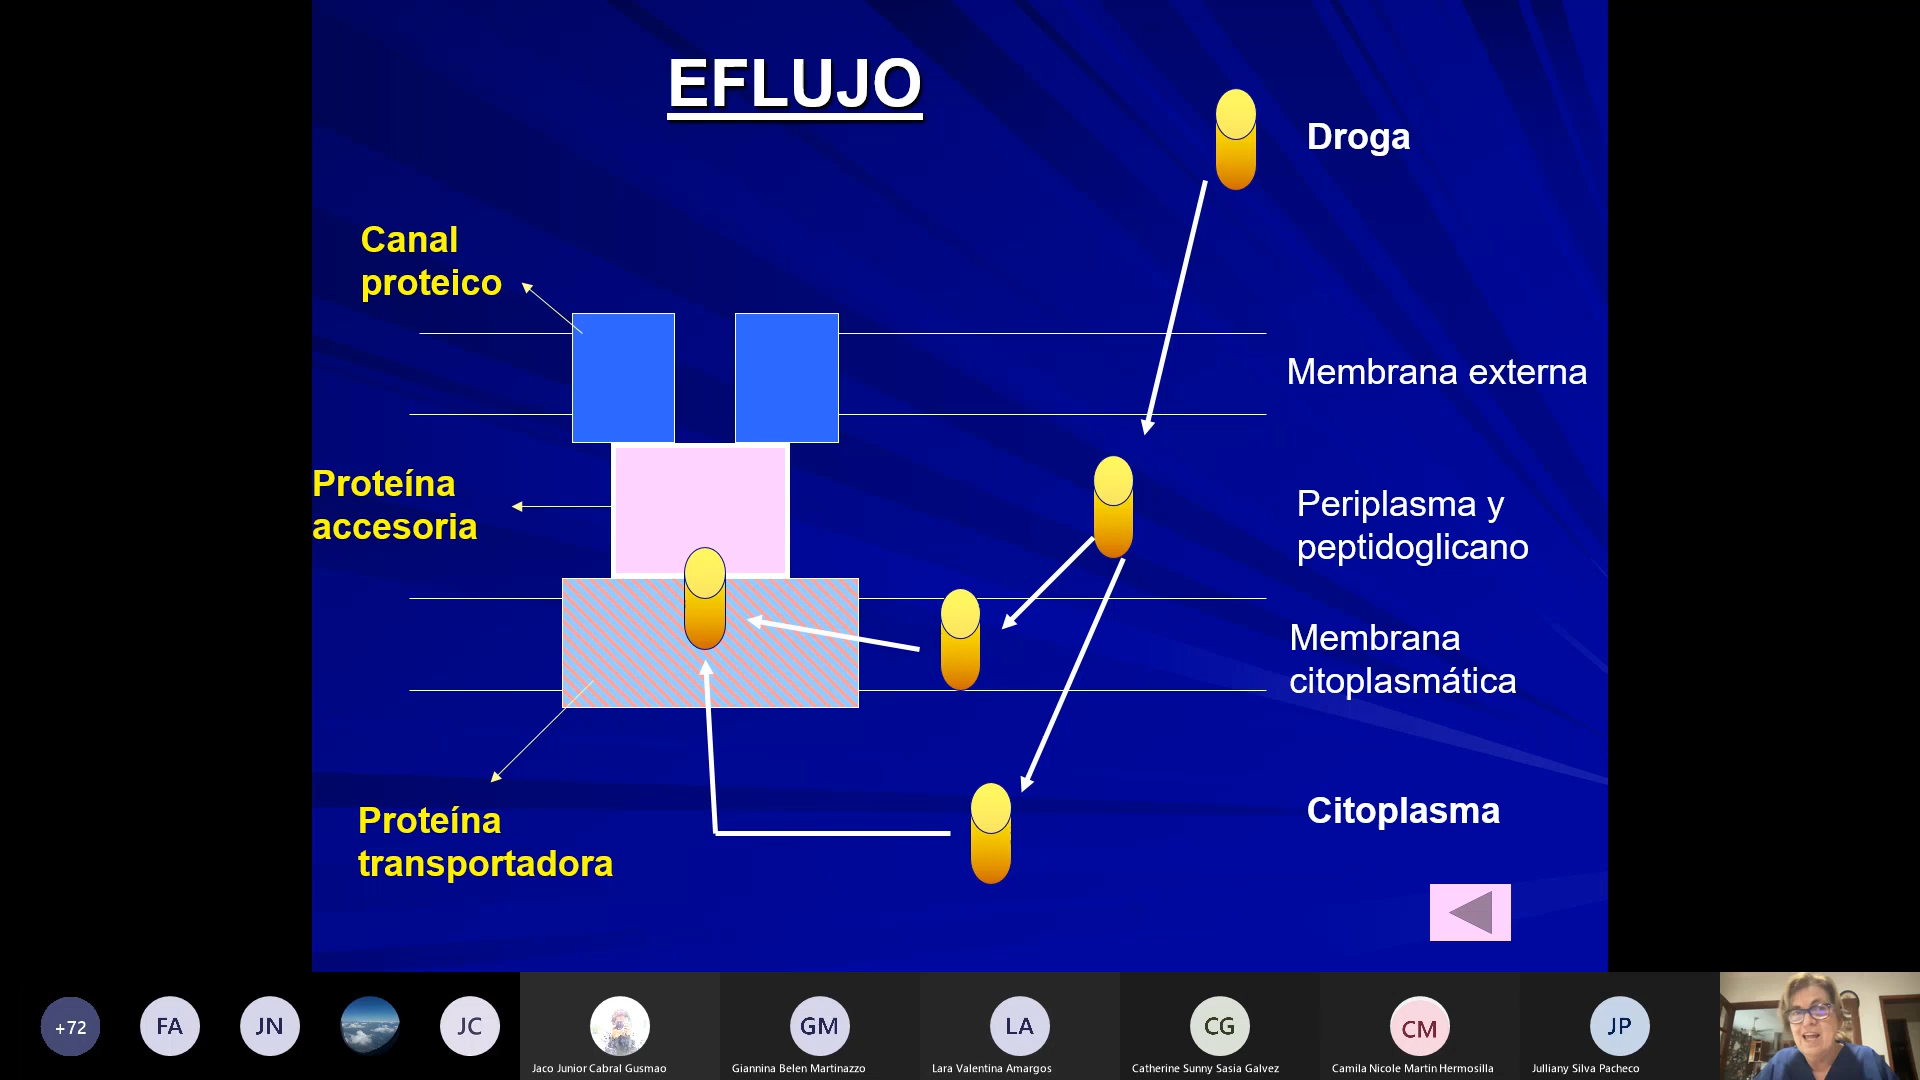 EFLUJO
Droga
Canal
proteico
Membrana externa
Proteína
accesoria
Periplasma y
peptidoglicano
Membrana
citoplasmática
Proteína
transportadora
Citoplasma
+72
FA
JN
JC
Jaco Junior Cabral Gusmao
GM
Giannina Belen Martinazzo
LA
Lara Valentina Amargos
CG
Catherine Sunny Sasia Galvez
CM
Camila Nicole Martin Hermosilla
JP
Julliany Silva Pacheco